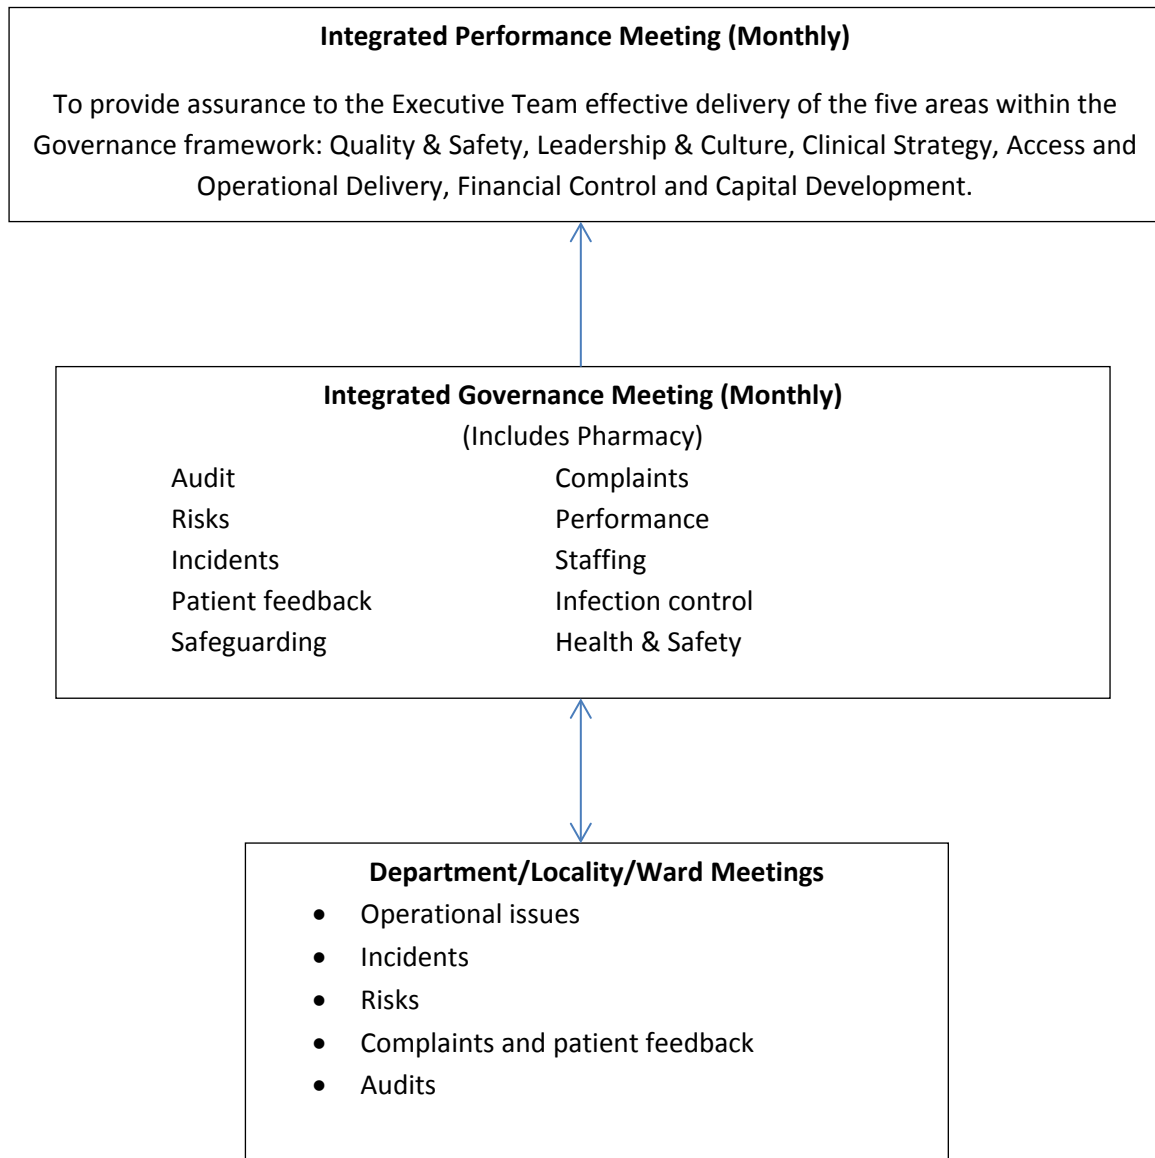 Integrated Performance Meeting (Monthly)
To provide assurance to the Executive Team effective delivery of the five areas within the
Governance framework: Quality & Safety, Leadership & Culture, Clinical Strategy, Access and
Operational Delivery, Financial Control and Capital Development.
Integrated Governance Meeting (Monthly)
(Includes Pharmacy)
Audit Complaints
Risks Performance
Incidents Staffing
Patient feedback Infection control
Safeguarding Health & Safety
Department/Locality/Ward Meetings
• Operational issues
• Incidents
• Risks
• Complaints and patient feedback
• Audits